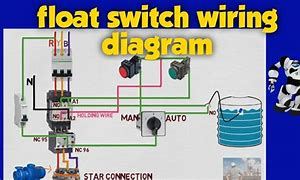 float switch wiring
diagram
R Y B
N
A1
NO
HOLDING WIRE
MAN
AUTO
NO
NC 95
NC 96
STAR CONNECTION